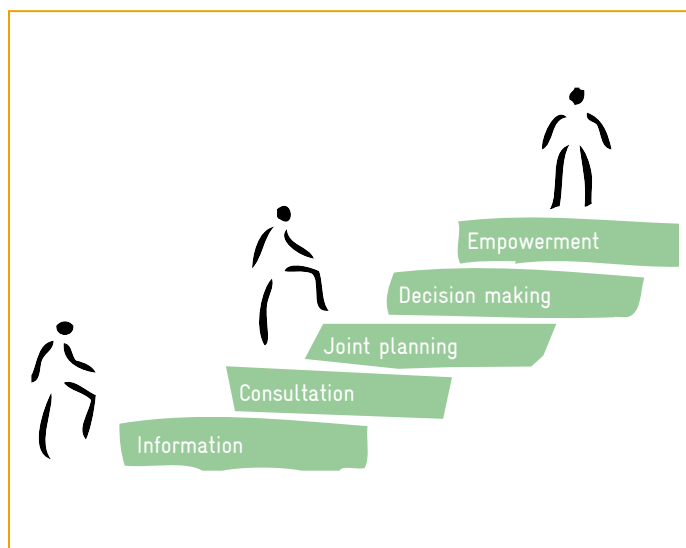 Empowerment
Decision making
Joint planning
Consultation
Information